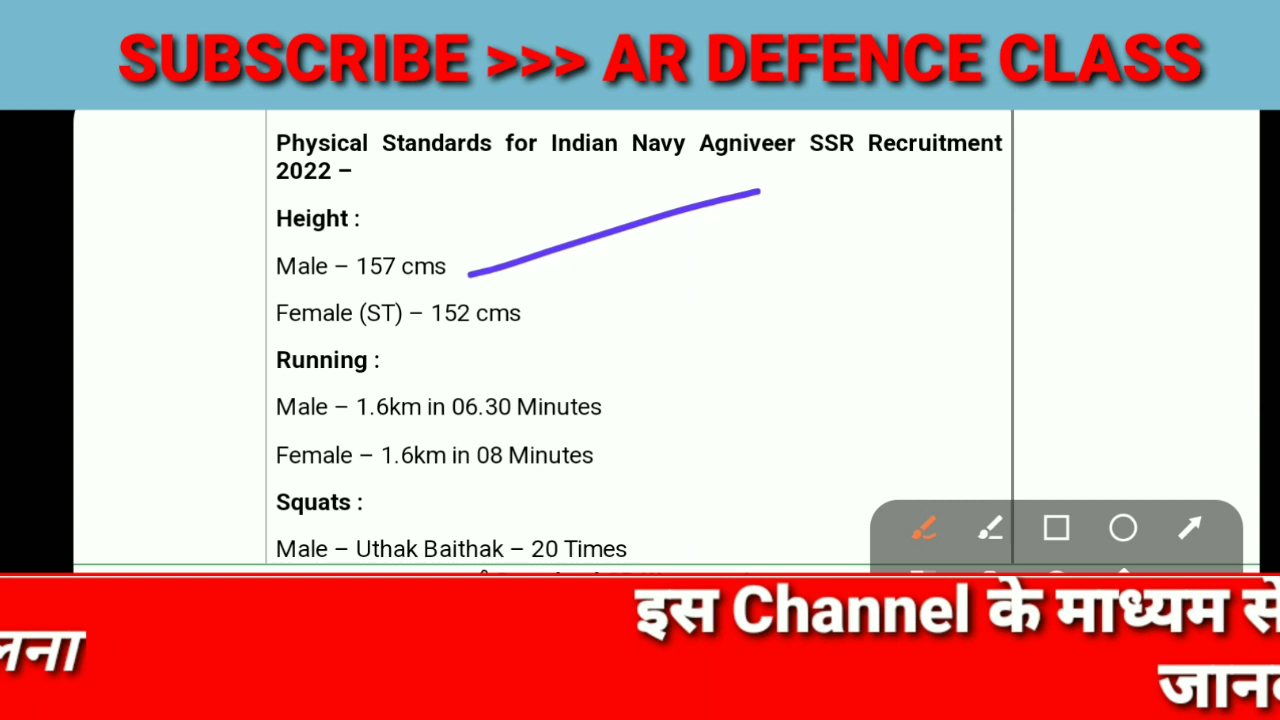 SUBSCRIBE >>> AR DEFENCE CLASS
Physical Standards for Indian Navy Agniveer SSR Recruitment
2022 –
Height :
Male – 157 cms
Female (ST) – 152 cms
Running :
Male – 1.6km in 06.30 Minutes
Female – 1.6km in 08 Minutes
Squats :
Male – Uthak Baithak – 20 Times
इस Channel के माध्यम से